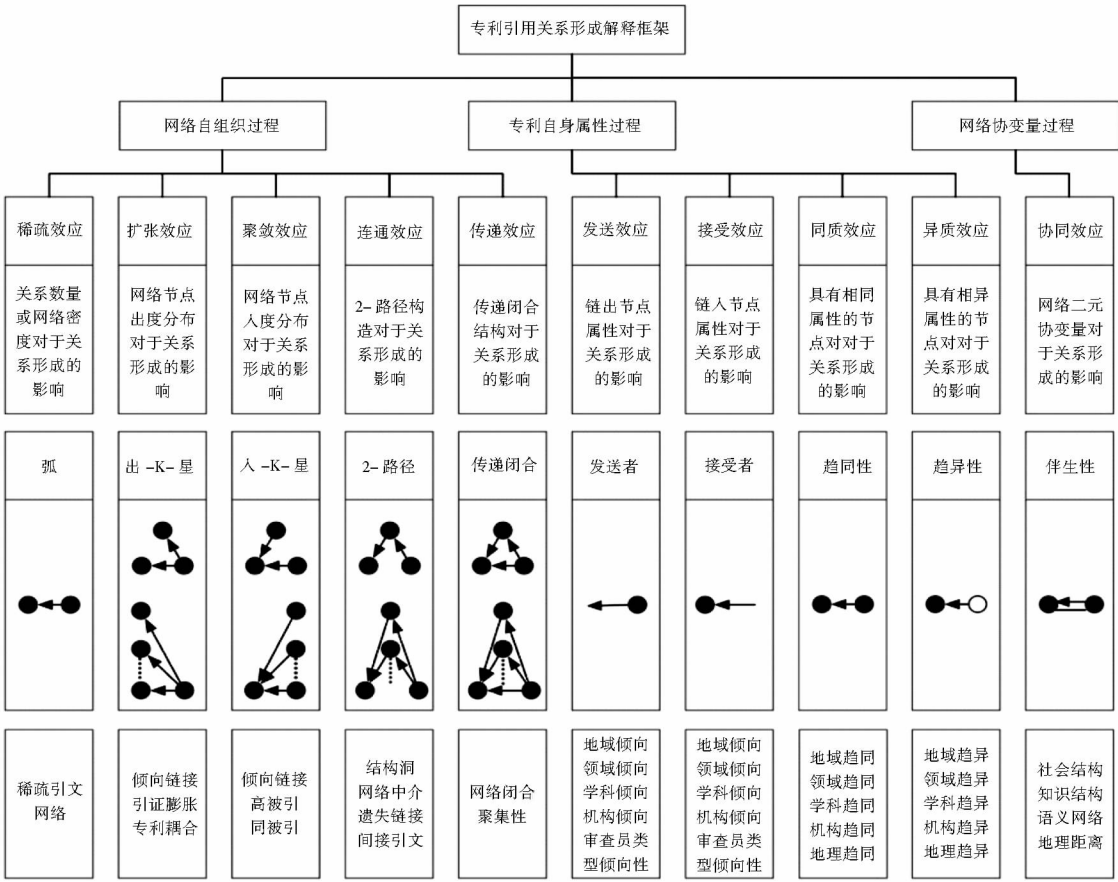 专利引用关系形成解释框架
网络自组织过程
专利自身属性过程
网络协变量过程
稀疏效应
扩张效应
聚敛效应
连通效应
传递效应
发送效应
接受效应
同质效应
异质效应
协同效应
关系数量
或网络密
度对于关
系形成的
影响
网络节点
出度分布
对于关系
形成的影
响
网络节点
入度分布
对于关系
形成的影
响
2-路径构
造对于关
系形成的
影响
传递闭合
结构对于
关系形成
的影响
链出节点
属性对于
关系形成
的影响
链入节点
属性对于
关系形成
的影响
具有相同
属性的节
点对对于
关系形成
的影响
具有相异
属性的节
点对对于
关系形成
的影响
网络二元
协变量对
于关系形
成的影响
弧
出-K-星
入-K-星
2-路径
传递闭合
发送者
接受者
趋同性
趋异性
伴生性
稀疏引文
网络
倾向链接
引证膨胀
专利耦合
倾向链接
高被引
同被引
结构洞
网络中介
遗失链接
间接引文
网络闭合
聚集性
地域倾向
领域倾向
学科倾向
机构倾向
审查员类
型倾向性
地域倾向
领域倾向
学科倾向
机构倾向
审查员类
型倾向性
地域趋同
领域趋同
学科趋同
机构趋同
地理趋同
地域趋异
领域趋异
学科趋异
机构趋异
地理趋异
社会结构
知识结构
语义网络
地理距离